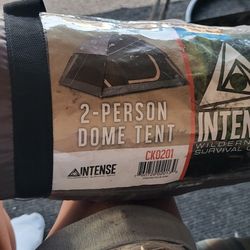 2-PERSON
DOME TENT
INTENSE
CK0201
INTEN
WILDERN
SURVIVAL